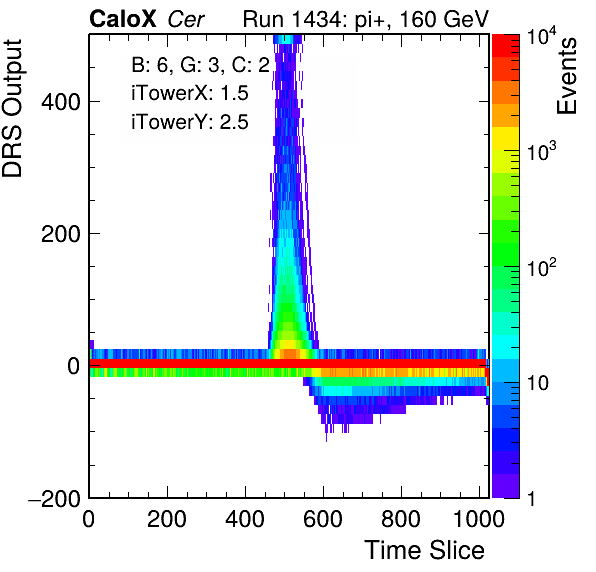 CaloX Cer Run 1434: pi+, 160 GeV
DRS Output
Events
B: 6, G: 3, C: 2
iTowerX: 1.5
iTowerY: 2.5
400
200
0
−200
0 200 400 600 800 1000
Time Slice
10^4
10^3
10^2
10
1